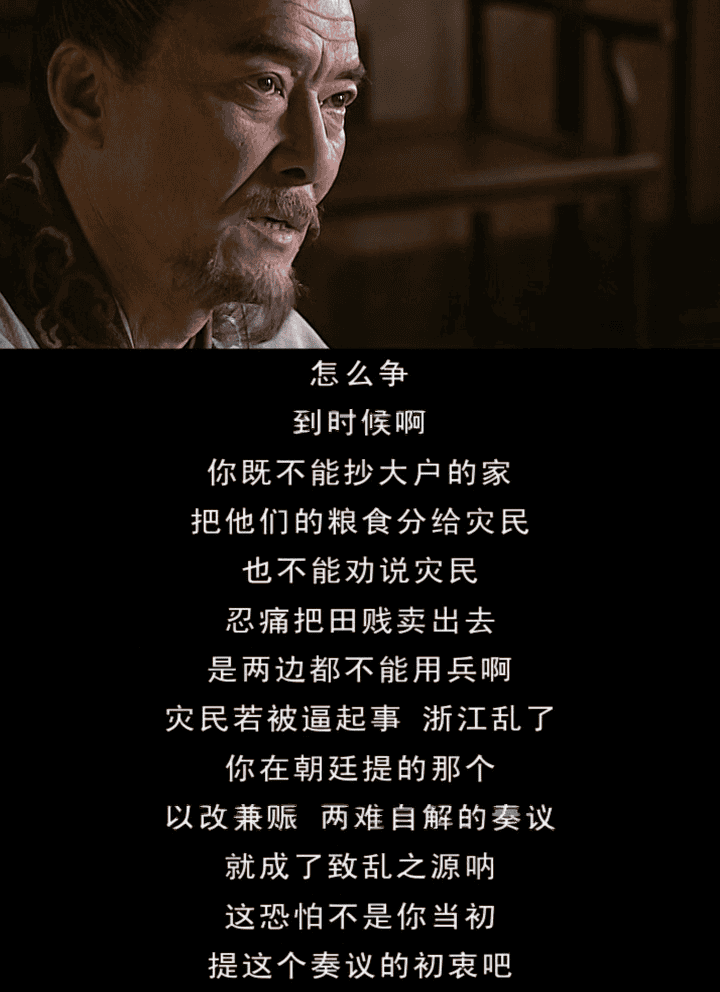 怎么争
到时候啊
你既不能抄大户的家
把他们的粮食分给灾民
也不能劝说灾民
忍痛把田贱卖出去
是两边都不能用兵啊
灾民若被逼起事 浙江乱了
你在朝廷提的那个
以改兼赈 两难自解的奏议
就成了致乱之源呐
这恐怕不是你当初
提这个奏议的初衷吧